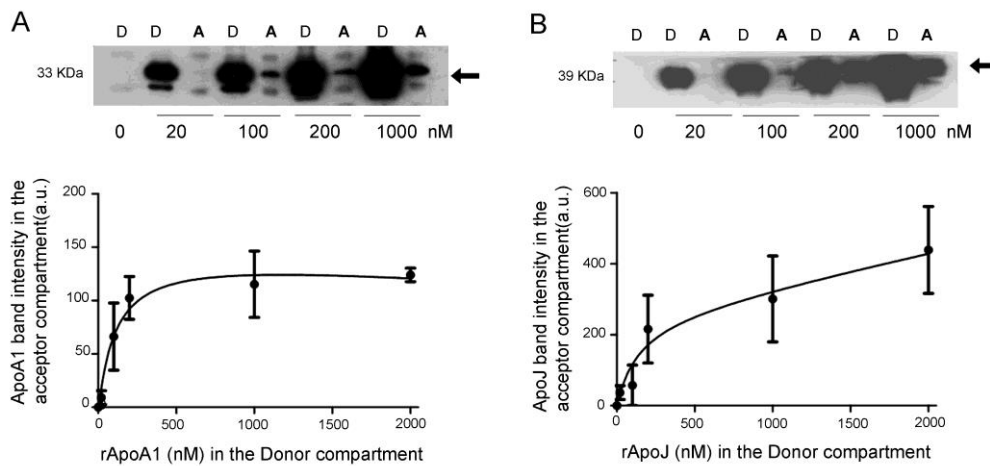 A
D D A D A D A D A
33 KDa
0 20 100 200 1000 nM
ApoA1 band intensity in the
acceptor compartment(a.u.)
200
150
100
50
0
0 500 1000 1500 2000
rApoA1 (nM) in the Donor compartment
B
D D A D A D A D A
39 KDa
0 20 100 200 1000 nM
ApoJ band intensity in the
acceptor compartment(a.u.)
600
400
200
0
0 500 1000 1500 2000
rApoJ (nM) in the Donor compartment